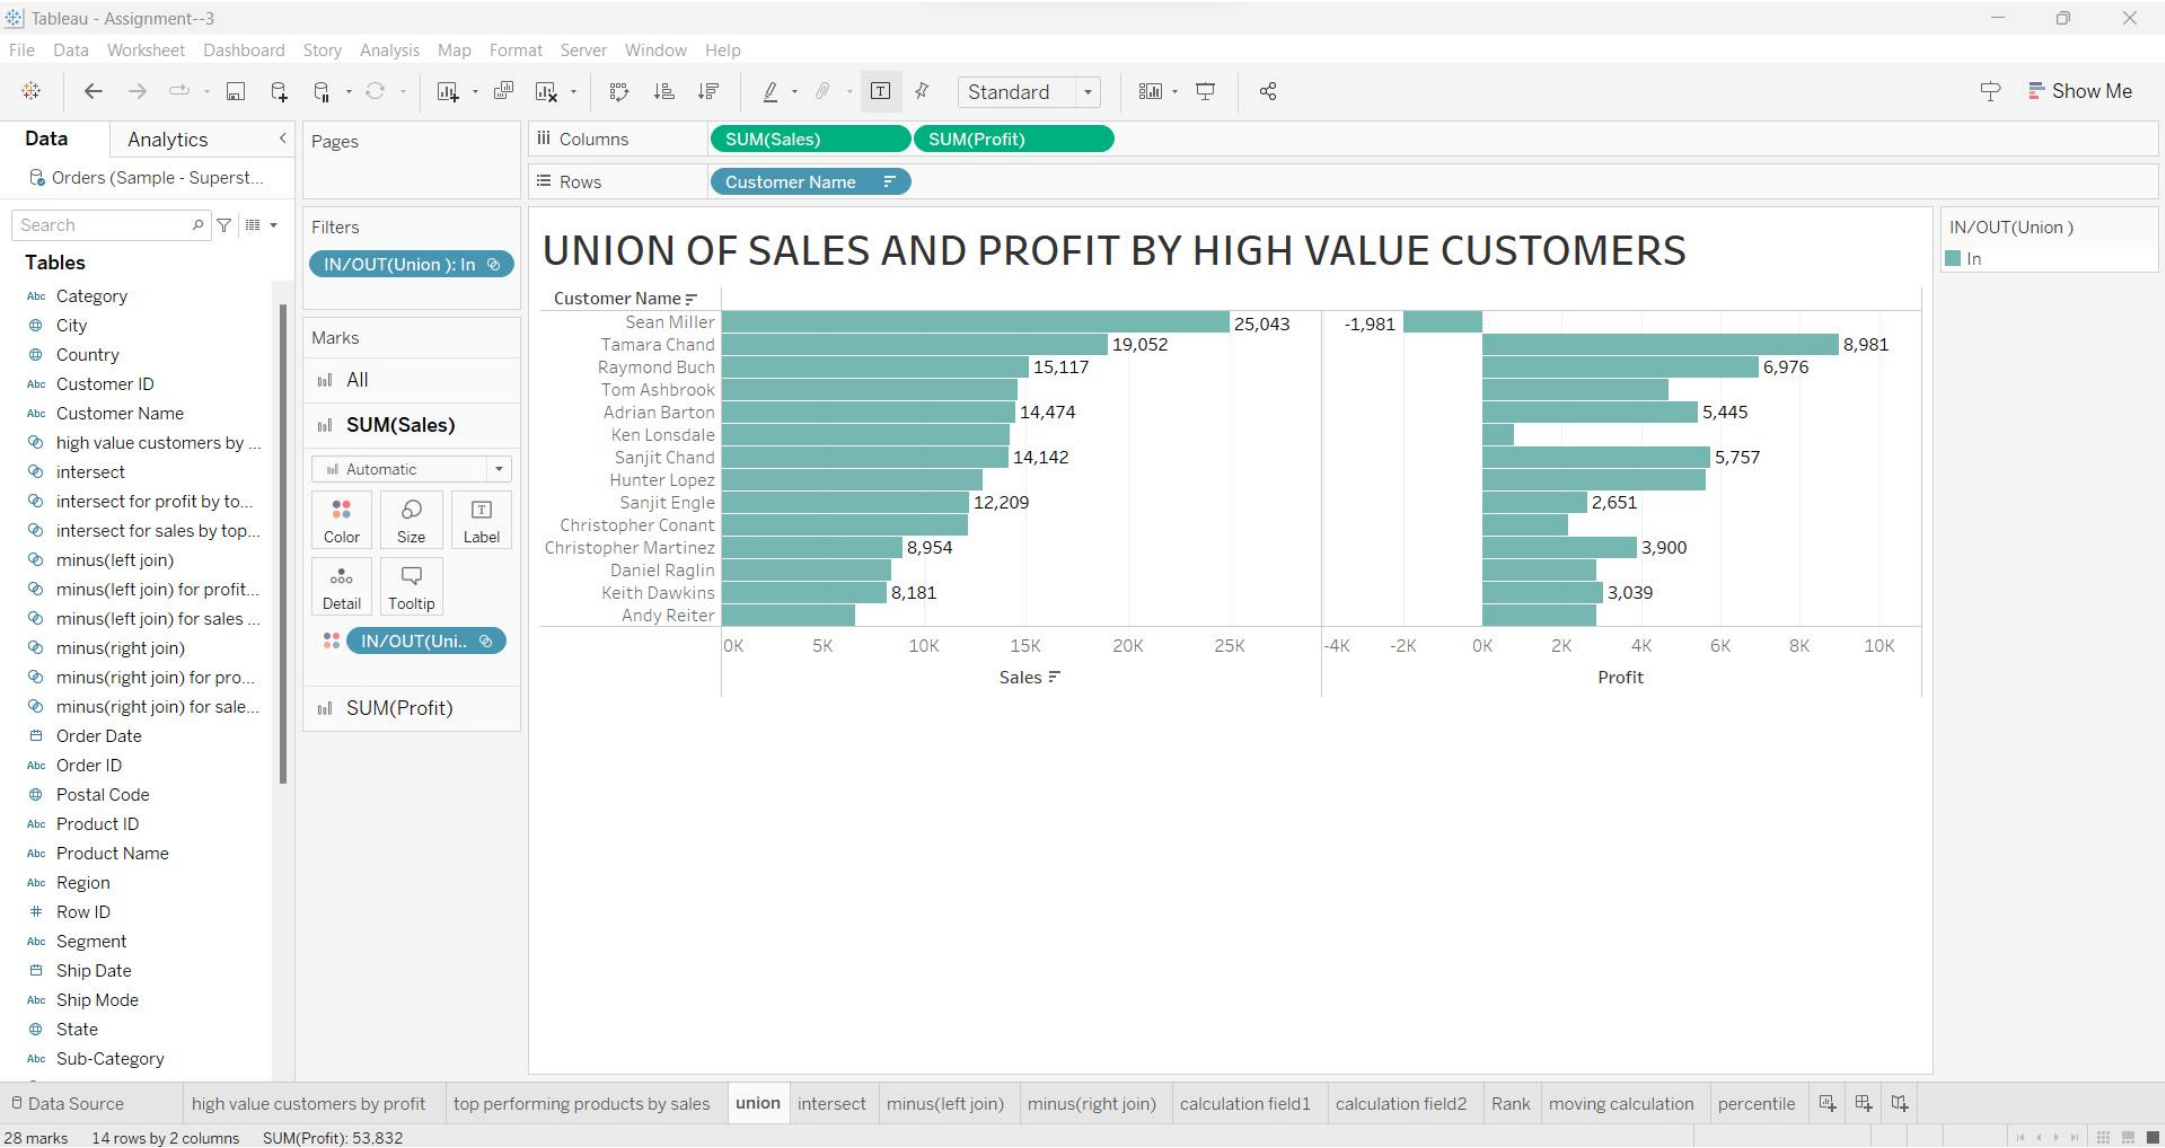 Tableau - Assignment--3
File Data Worksheet Dashboard Story Analysis Map Format Server Window Help
Standard
Show Me
Data Analytics
Orders (Sample - Superst...
Search
Tables
Abc Category
City
Country
Abc Customer ID
Abc Customer Name
high value customers by ...
intersect
intersect for profit by to...
intersect for sales by top...
minus(left join)
minus(left join) for profit...
minus(left join) for sales ...
minus(right join)
minus(right join) for pro...
minus(right join) for sale...
Order Date
Abc Order ID
Postal Code
Abc Product ID
Abc Product Name
Abc Region
# Row ID
Abc Segment
Ship Date
Abc Ship Mode
State
Abc Sub-Category
Pages
Filters
IN/OUT(Union ): In
Marks
All
SUM(Sales)
Automatic
Color Size T Label
Detail Tooltip
IN/OUT(Uni..
SUM(Profit)
Columns SUM(Sales) SUM(Profit)
Rows Customer Name
UNION OF SALES AND PROFIT BY HIGH VALUE CUSTOMERS
Customer Name
Sean Miller 25,043 -1,981
Tamara Chand 19,052 8,981
Raymond Buch 15,117 6,976
Tom Ashbrook
Adrian Barton 14,474 5,445
Ken Lonsdale
Sanjit Chand 14,142 5,757
Hunter Lopez
Sanjit Engle 12,209 2,651
Christopher Conant
Christopher Martinez 8,954 3,900
Daniel Raglin
Keith Dawkins 8,181 3,039
Andy Reiter
0K 5K 10K 15K 20K 25K -4K -2K 0K 2K 4K 6K 8K 10K
Sales Profit
IN/OUT(Union )
In
Data Source high value customers by profit top performing products by sales union intersect minus(left join) minus(right join) calculation field1 calculation field2 Rank moving calculation percentile
28 marks 14 rows by 2 columns SUM(Profit): 53,832